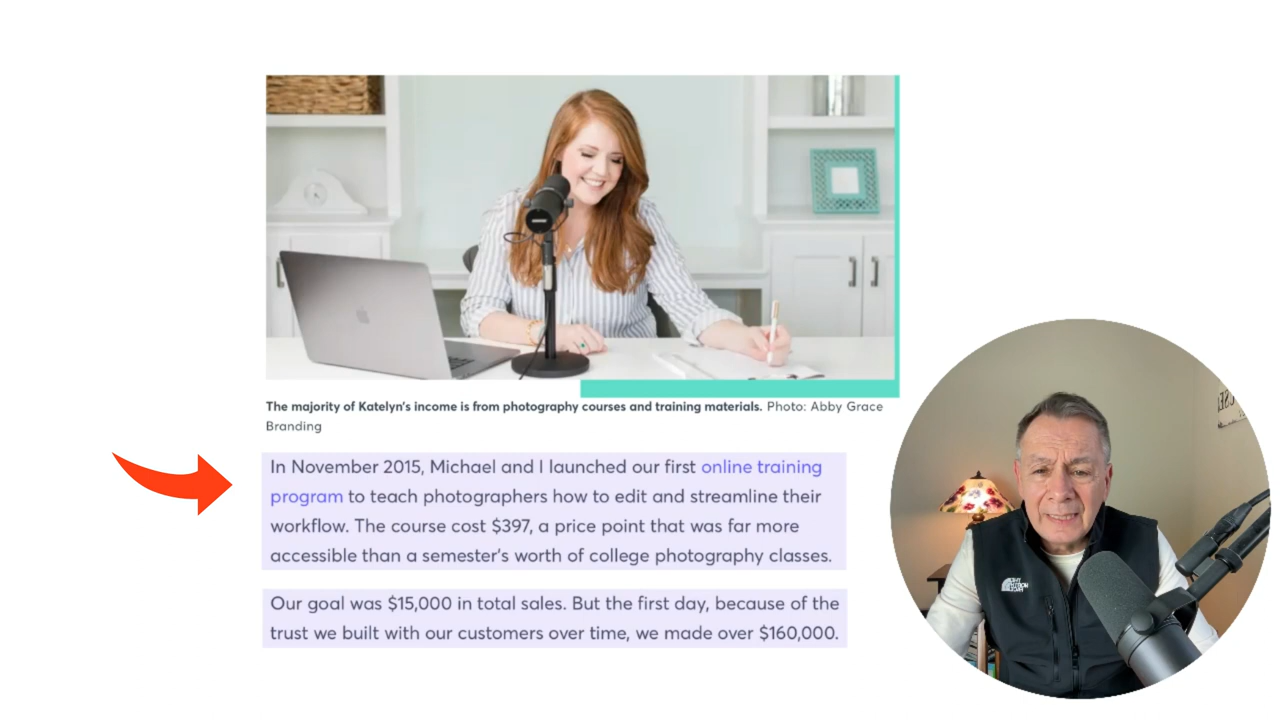 The majority of Katelyn's income is from photography courses and training materials. Photo: Abby Grace
Branding
In November 2015, Michael and I launched our first online training
program to teach photographers how to edit and streamline their
workflow. The course cost $397, a price point that was far more
accessible than a semester's worth of college photography classes.
Our goal was $15,000 in total sales. But the first day, because of the
trust we built with our customers over time, we made over $160,000.
THE
NORTH
FACE